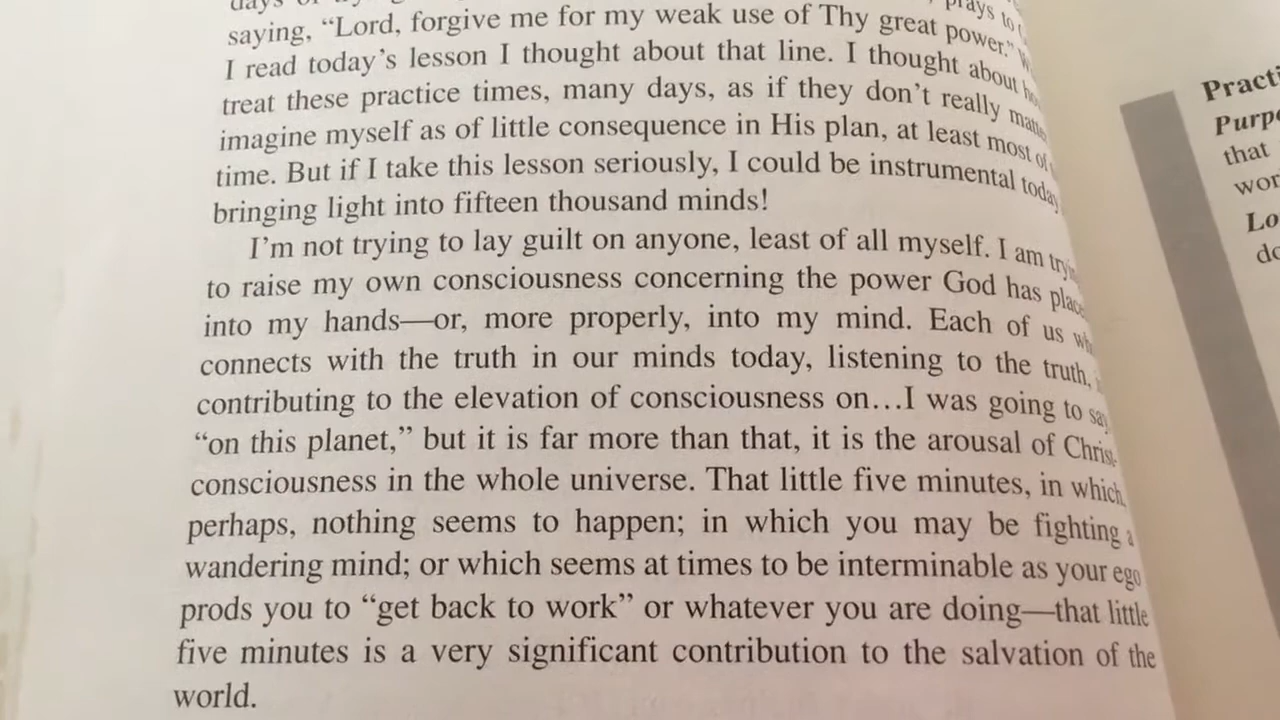 saying, “Lord, forgive me for my weak use of Thy great power.”
I read today’s lesson I thought about that line. I thought about
treat these practice times, many days, as if they don’t really
imagine myself as of little consequence in His plan, at least most of
time. But if I take this lesson seriously, I could be instrumental today
bringing light into fifteen thousand minds!
I’m not trying to lay guilt on anyone, least of all myself. I am
to raise my own consciousness concerning the power God has
into my hands—or, more properly, into my mind. Each of us
connects with the truth in our minds today, listening to the truth,
contributing to the elevation of consciousness on…I was going to say
“on this planet,” but it is far more than that, it is the arousal of Christ-
consciousness in the whole universe. That little five minutes, in which,
perhaps, nothing seems to happen; in which you may be fighting a
wandering mind; or which seems at times to be interminable as your ego
prods you to “get back to work” or whatever you are doing—that little
five minutes is a very significant contribution to the salvation of the
world.
that